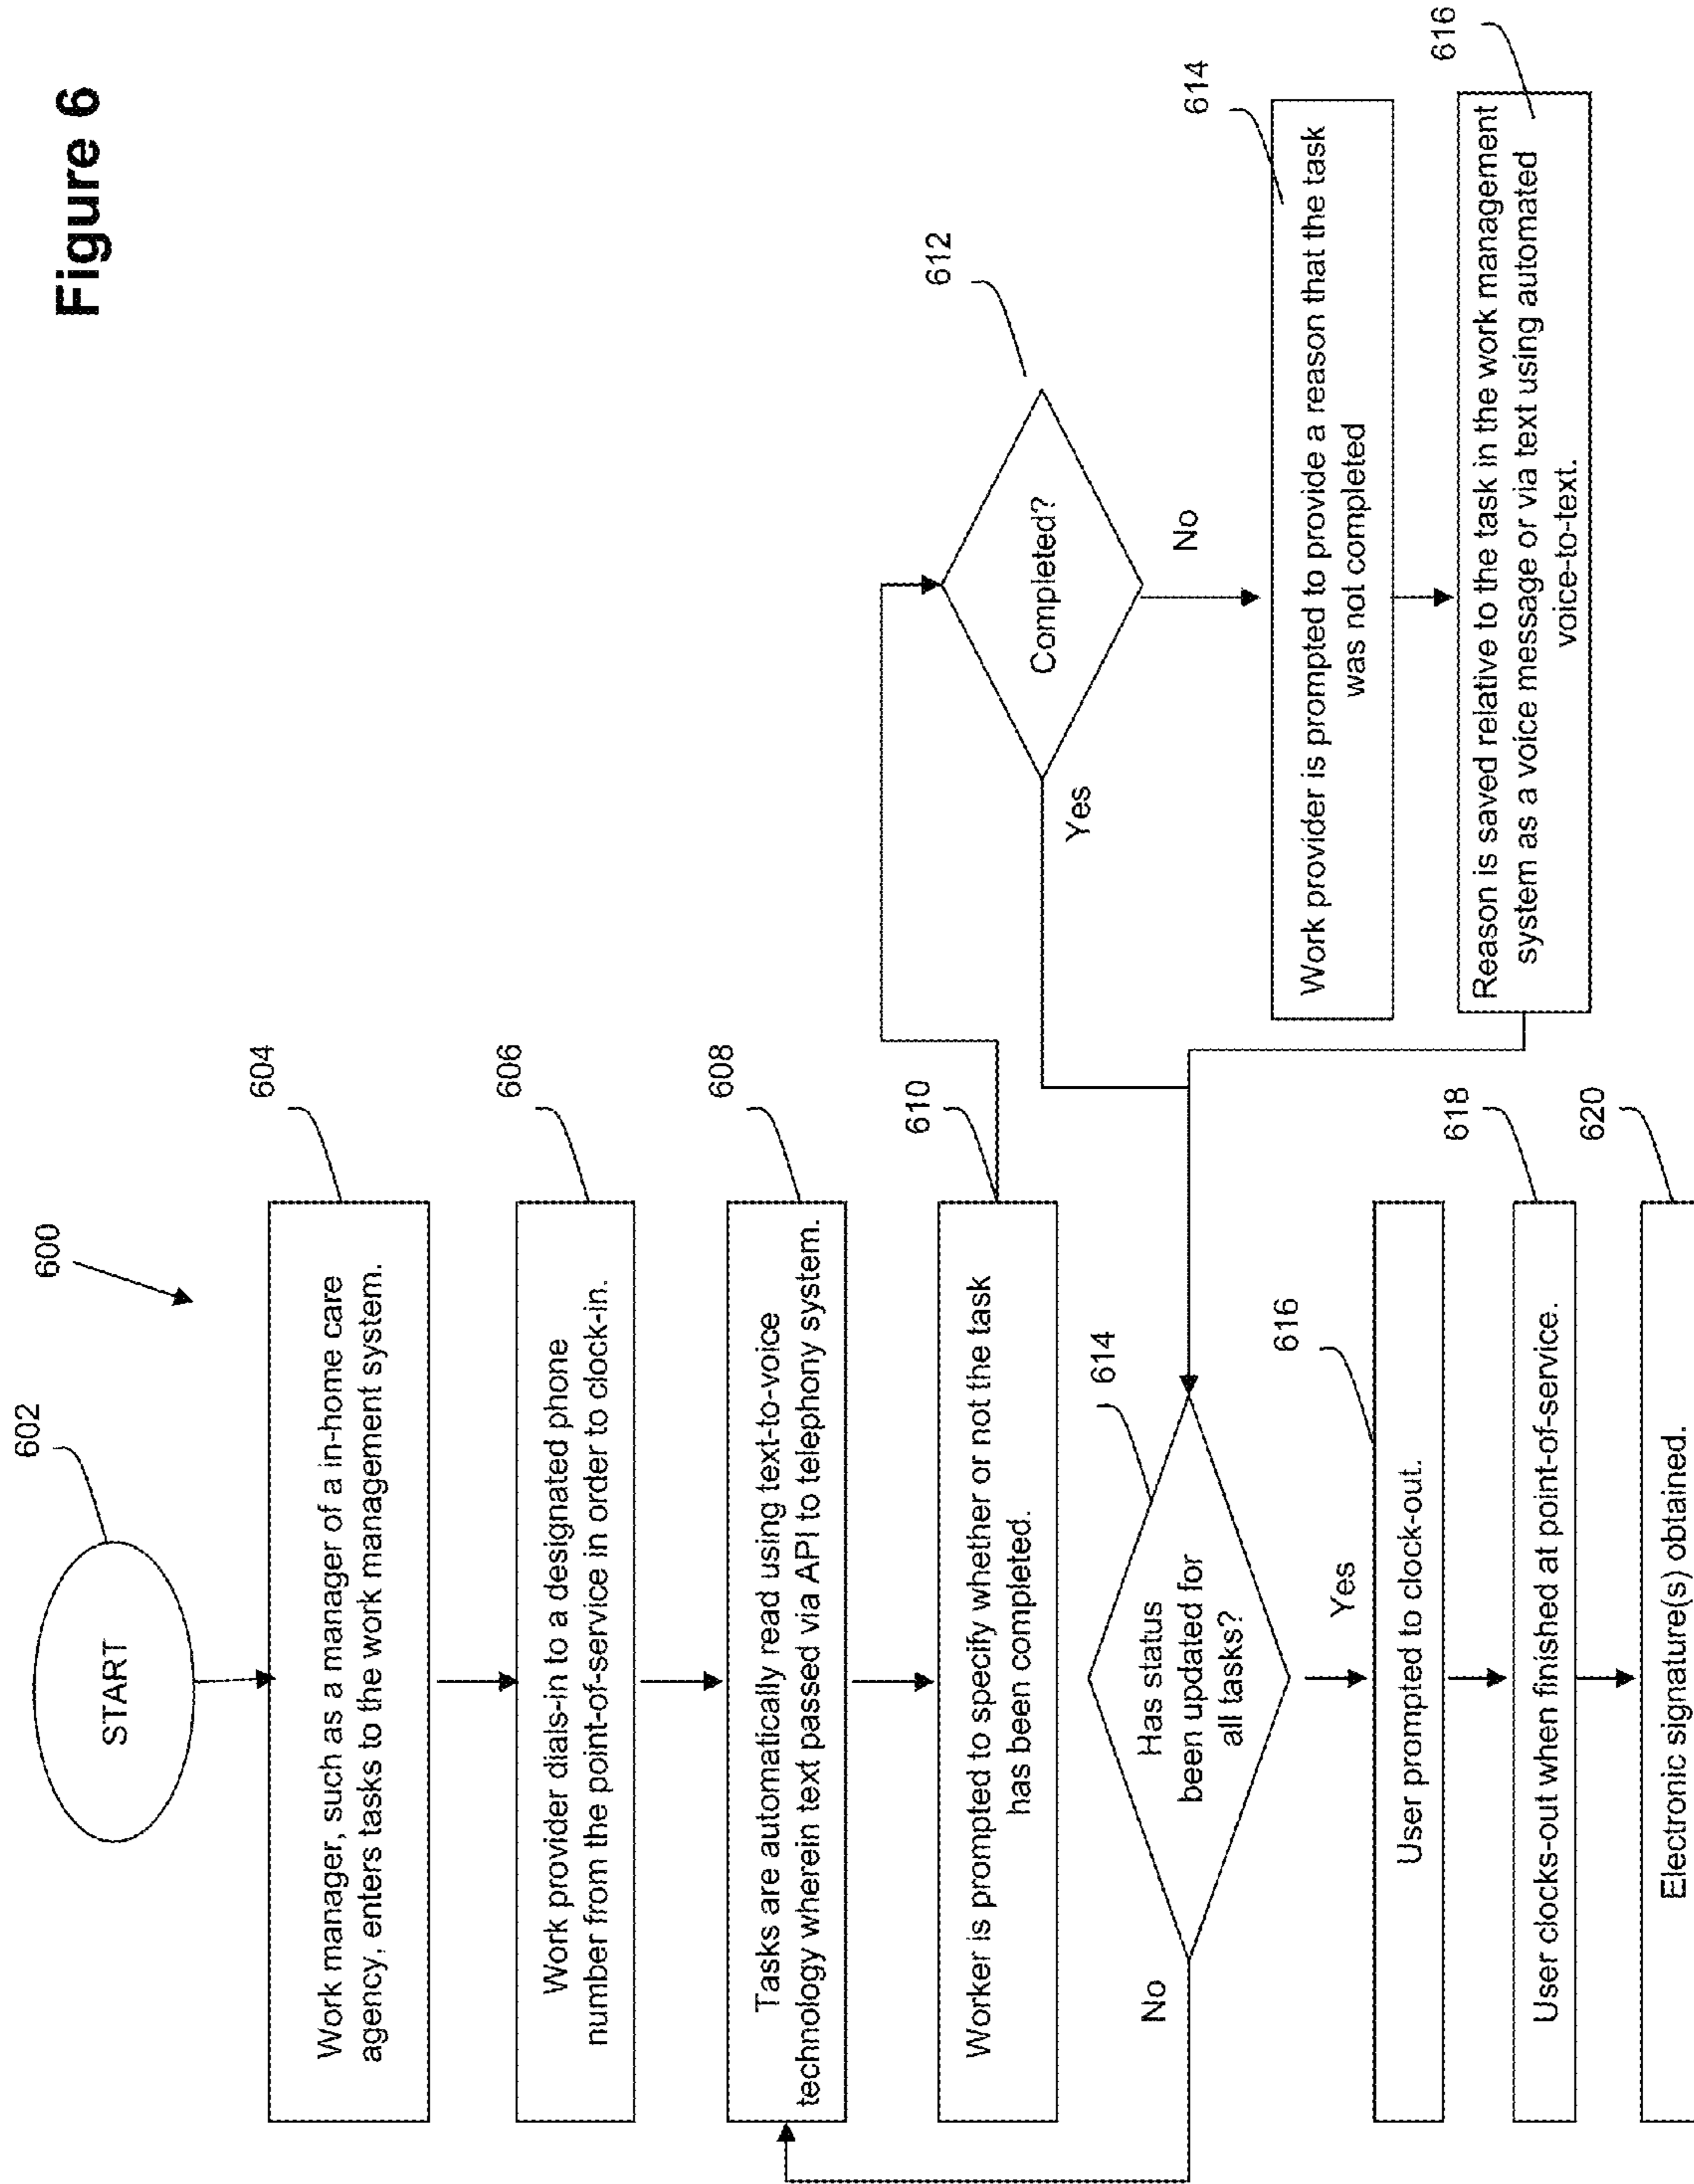 Figure 6
600
602
START
604
Work manager, such as a manager of a in-home care
agency, enters tasks to the work management system.
606
Work provider dials-in to a designated phone
number from the point-of-service in order to clock-in.
608
Tasks are automatically read using text-to-voice
technology wherein text passed via API to telephony system.
610
Worker is prompted to specify whether or not the task
has been completed.
612
Completed?
Yes
No
614
Work provider is prompted to provide a reason that the task
was not completed
616
Reason is saved relative to the task in the work management
system as a voice message or via text using automated
voice-to-text.
614
Has status
been updated for
all tasks?
No
Yes
616
User prompted to clock-out.
618
User clocks-out when finished at point-of-service.
620
Electronic signature(s) obtained.